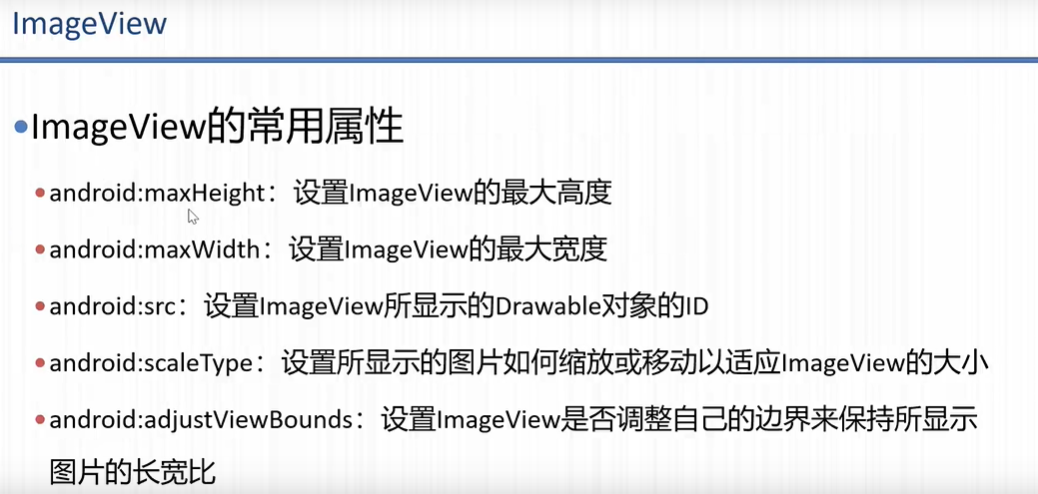 ImageView
•ImageView的常用属性
•android:maxHeight：设置ImageView的最大高度
•android:maxWidth：设置ImageView的最大宽度
•android:src：设置ImageView所显示的Drawable对象的ID
•android:scaleType：设置所显示的图片如何缩放或移动以适应ImageView的大小
•android:adjustViewBounds：设置ImageView是否调整自己的边界来保持所显示
图片的长宽比